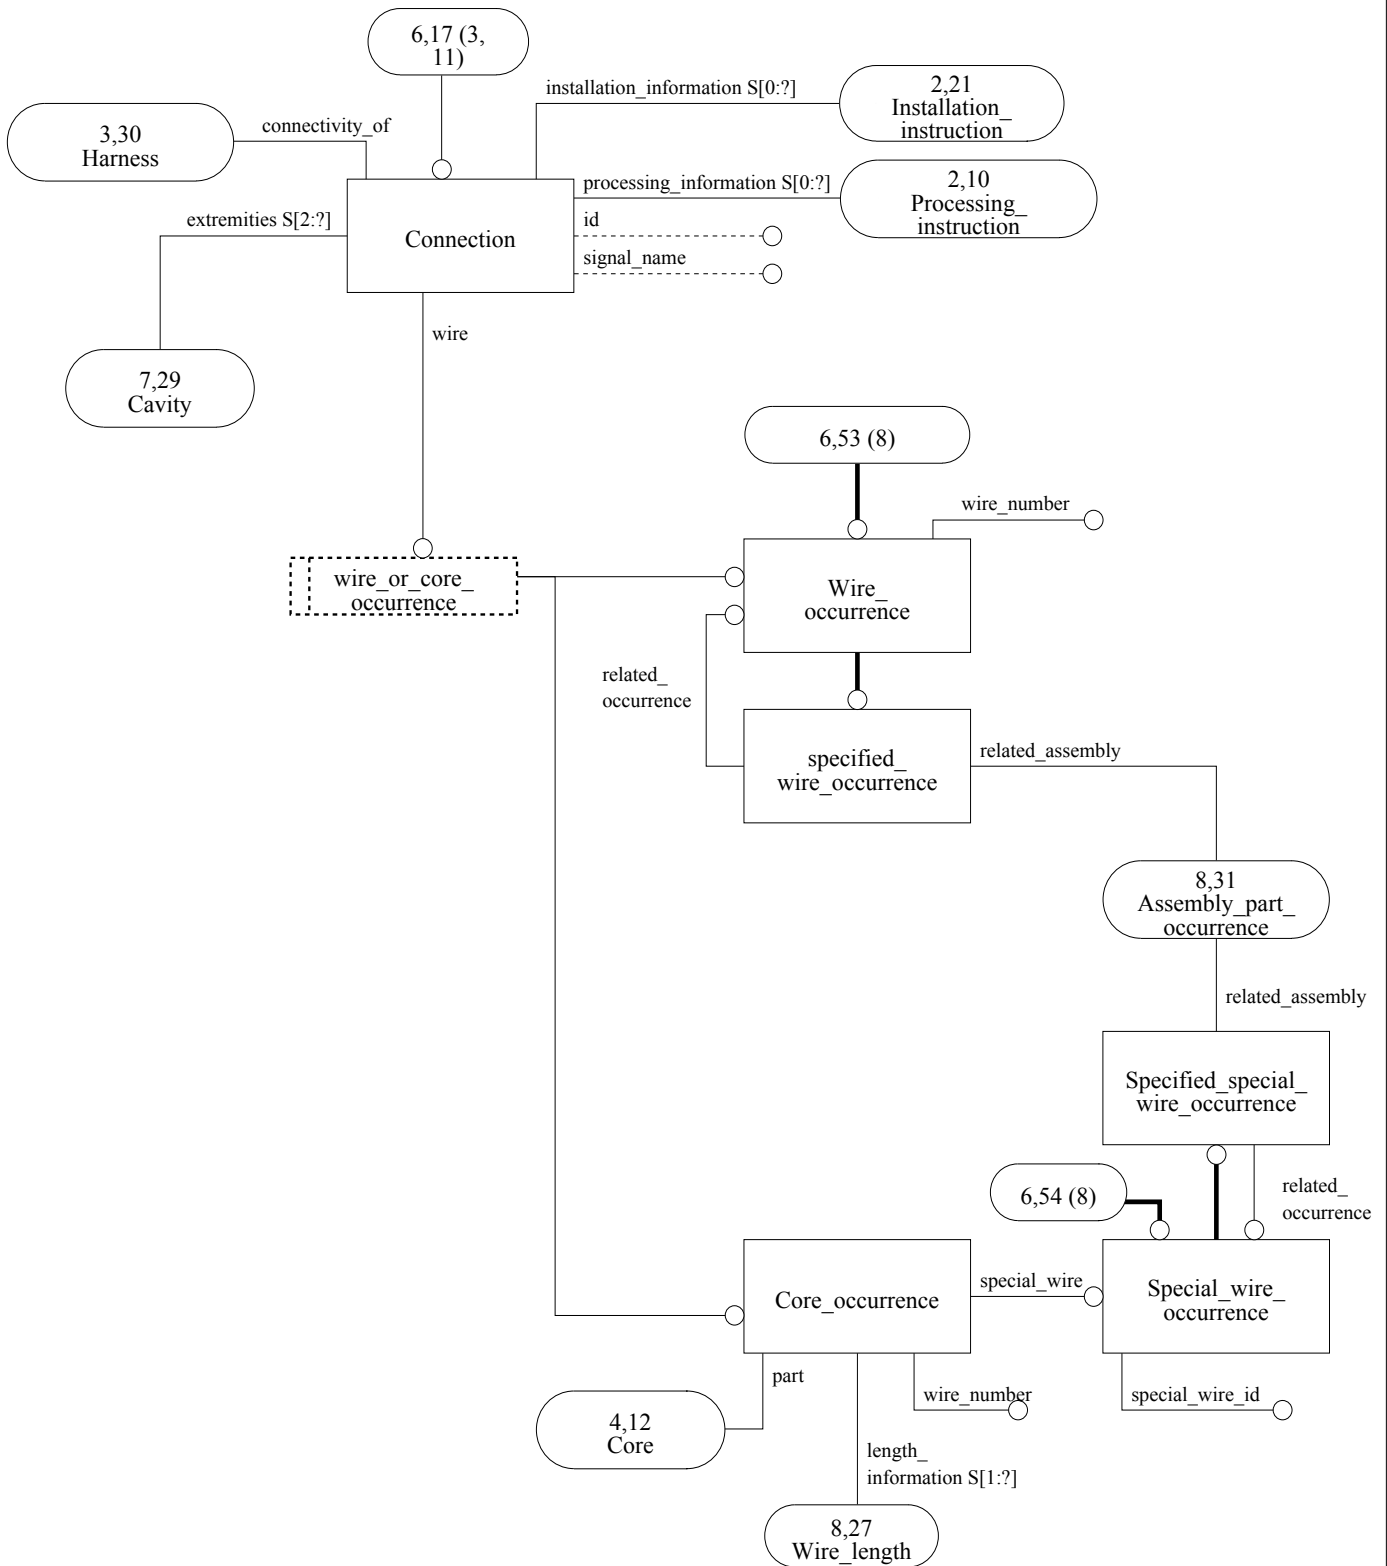 6,17 (3,
11)
installation_information S[0:?]
2,21
Installation_
instruction
connectivity_of
3,30
Harness
processing_information S[0:?]
2,10
Processing_
instruction
extremities S[2:?]
id
Connection
signal_name
wire
7,29
Cavity
6,53 (8)
wire_number
wire_or_core_
occurrence
Wire_
occurrence
related_
occurrence
specified_
wire_occurrence
related_assembly
8,31
Assembly_part_
occurrence
related_assembly
Specified_special_
wire_occurrence
6,54 (8)
related_
occurrence
Core_occurrence
special_wire
Special_wire_
occurrence
part
wire_number
special_wire_id
4,12
Core
length_
information S[1:?]
8,27
Wire_length